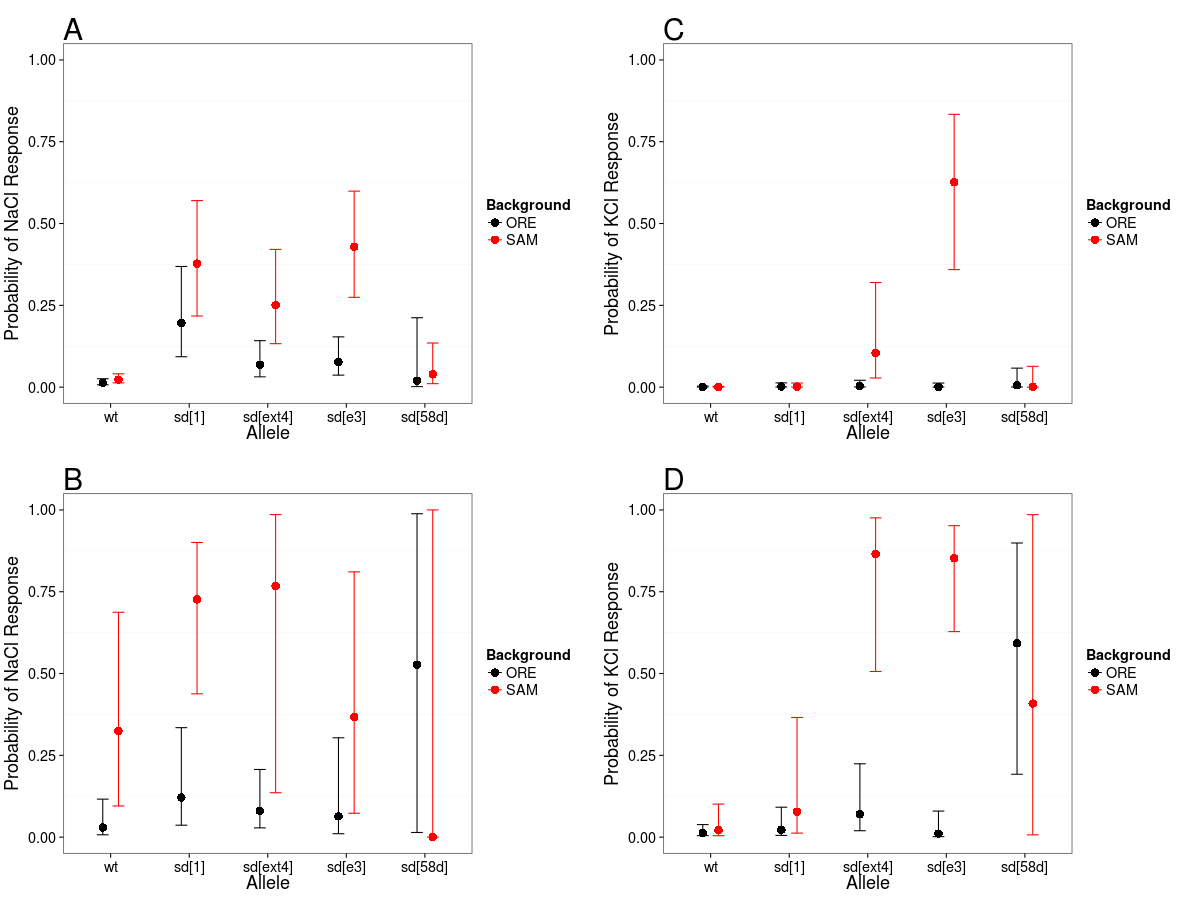 A
Probability of NaCl Response
1.00
0.75
0.50
0.25
0.00
wt sd[1] sd[ext4] sd[e3] sd[58d]
Allele
Background
ORE
SAM
C
Probability of KCl Response
1.00
0.75
0.50
0.25
0.00
wt sd[1] sd[ext4] sd[e3] sd[58d]
Allele
Background
ORE
SAM
B
Probability of NaCl Response
1.00
0.75
0.50
0.25
0.00
wt sd[1] sd[ext4] sd[e3] sd[58d]
Allele
Background
ORE
SAM
D
Probability of KCl Response
1.00
0.75
0.50
0.25
0.00
wt sd[1] sd[ext4] sd[e3] sd[58d]
Allele
Background
ORE
SAM